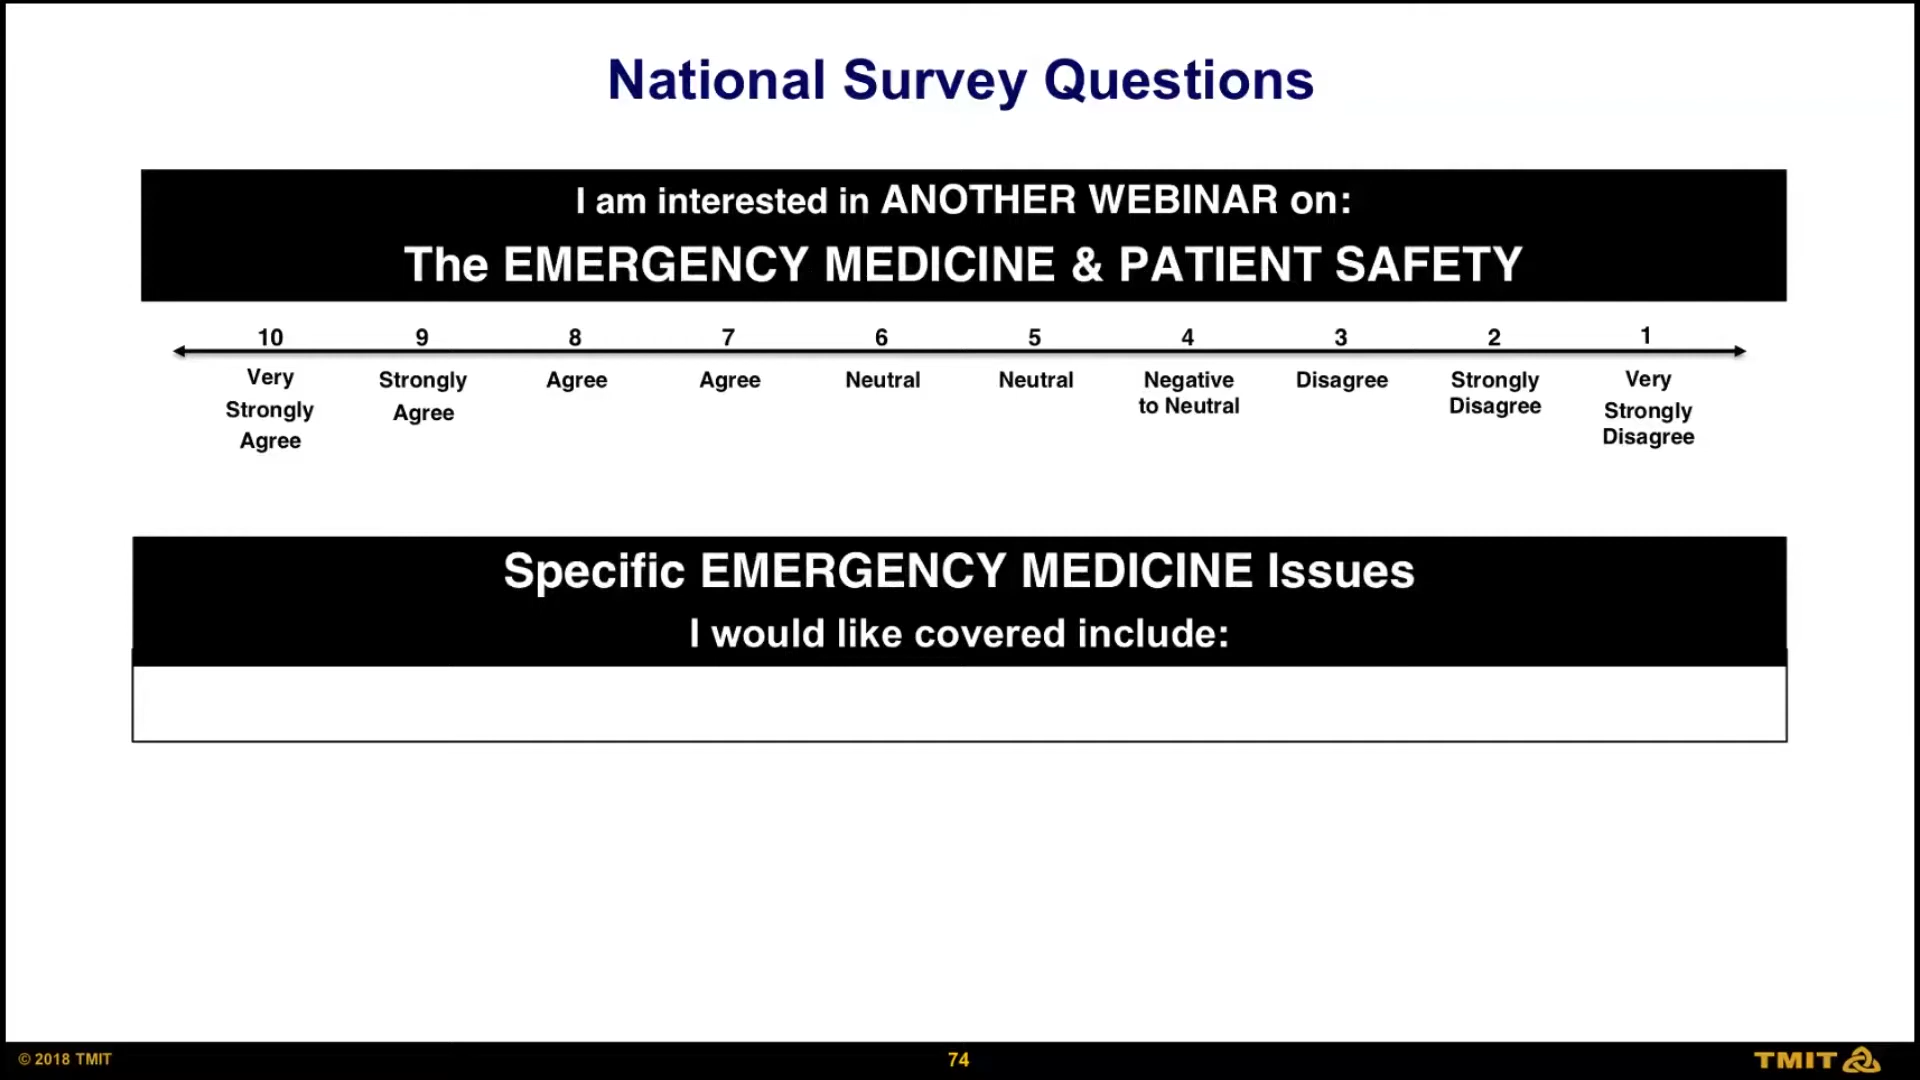 National Survey Questions
I am interested in ANOTHER WEBINAR on:
The EMERGENCY MEDICINE & PATIENT SAFETY
10 9 8 7 6 5 4 3 2 1
Very Strongly Agree Agree Neutral Neutral Negative Disagree Strongly Very
Strongly Agree to Neutral Disagree Strongly
Agree Disagree
Specific EMERGENCY MEDICINE Issues
I would like covered include:
© 2018 TMIT 74 TMIT